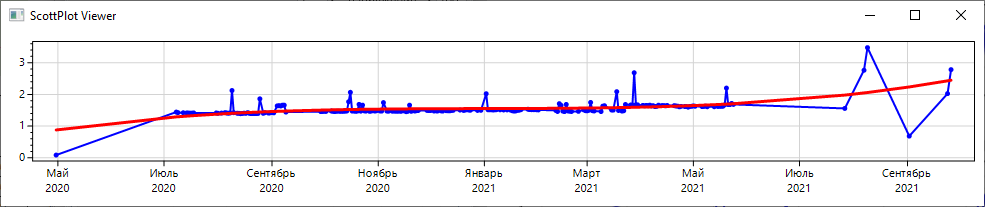 ScottPlot Viewer
3
2
1
0
Май Июль Сентябрь Ноябрь Январь Март Май Июль Сентябрь
2020 2020 2020 2020 2021 2021 2021 2021 2021